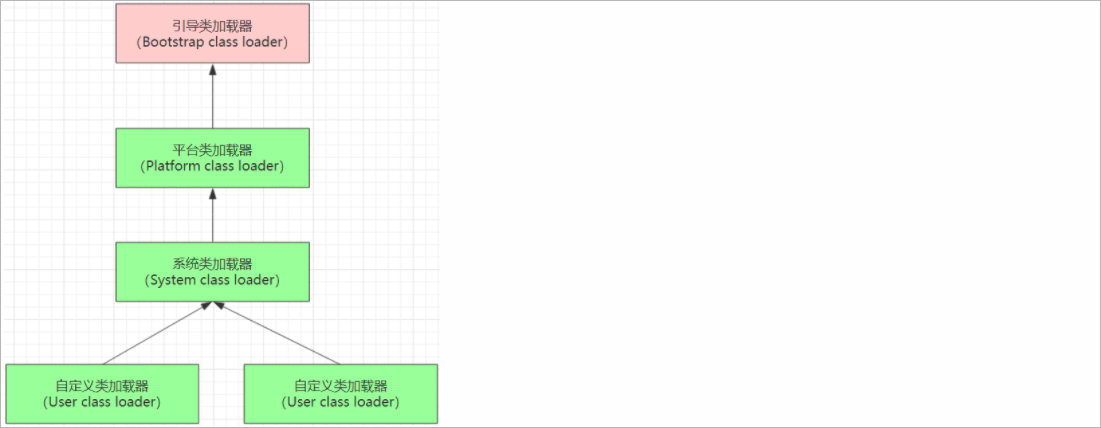 引导类加载器
（Bootstrap class loader）
平台类加载器
（Platform class loader）
系统类加载器
（System class loader）
自定义类加载器
（User class loader）
自定义类加载器
（User class loader）